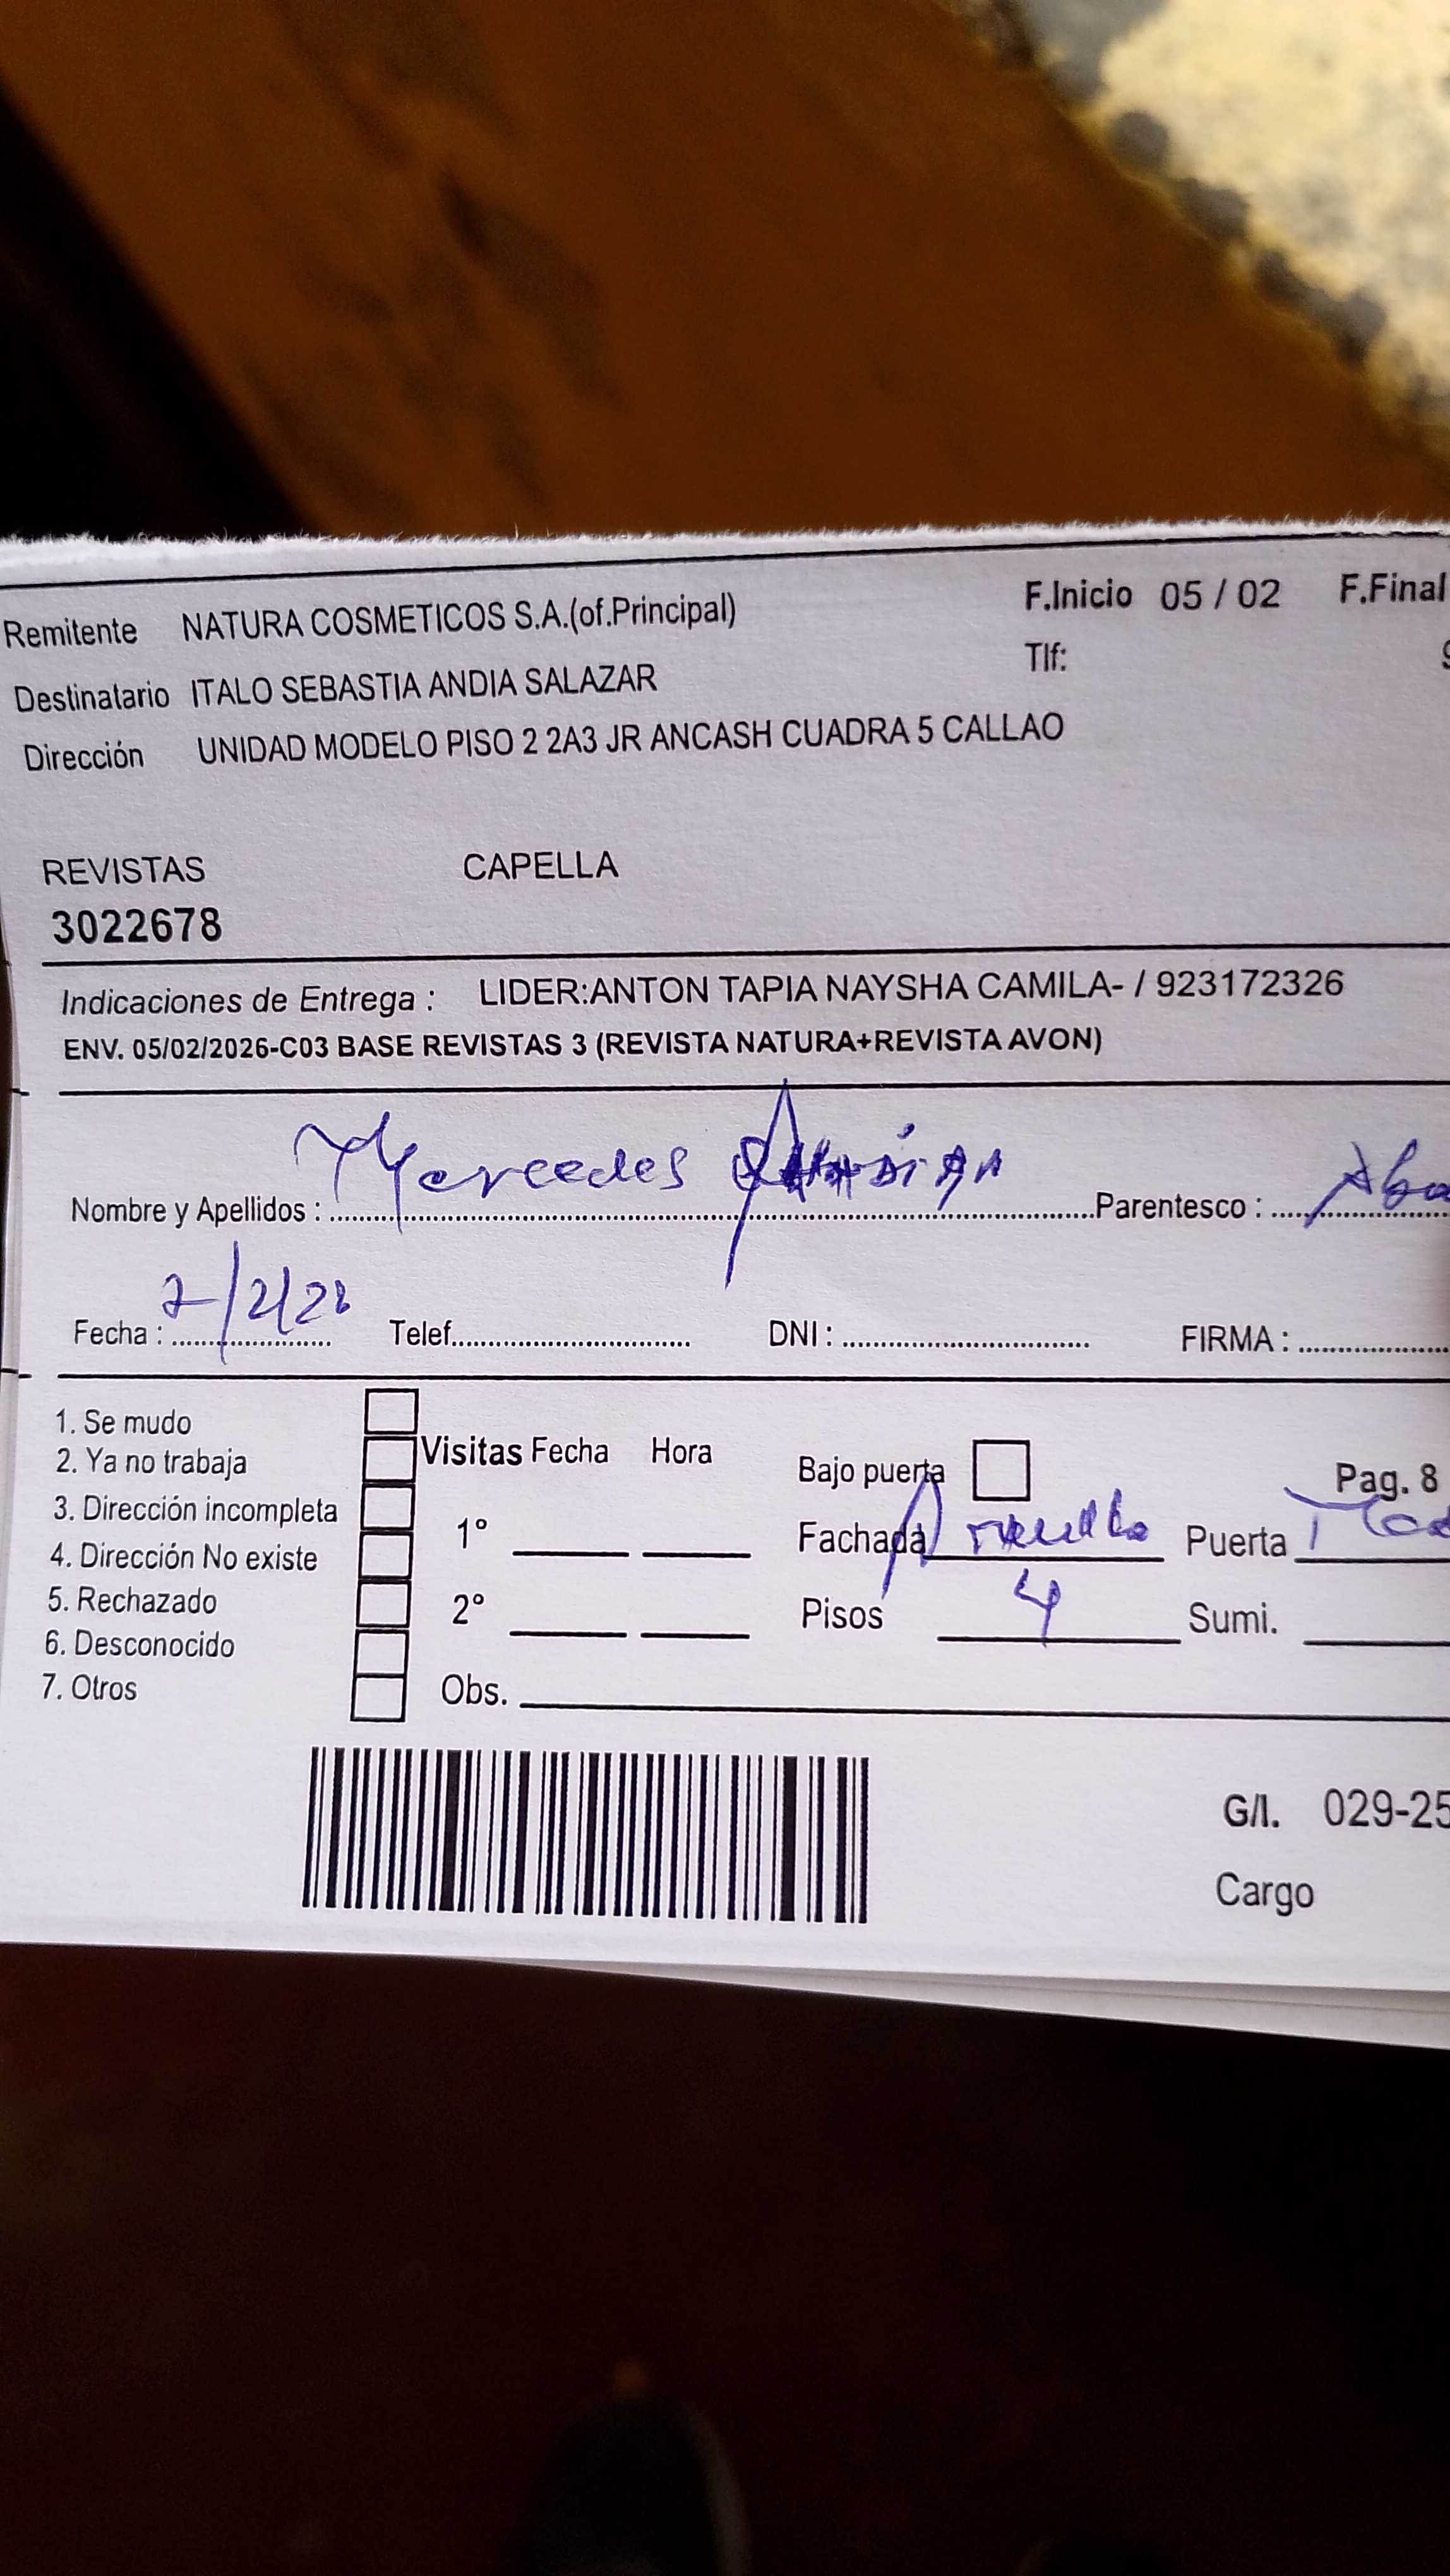 Remitente NATURA COSMETICOS S.A.(of.Principal) F.Inicio 05 / 02 F.Final
Tlf:
Destinatario ITALO SEBASTIA ANDIA SALAZAR
Dirección UNIDAD MODELO PISO 2 2A3 JR ANCASH CUADRA 5 CALLAO
REVISTAS CAPELLA
3022678
Indicaciones de Entrega : LIDER:ANTON TAPIA NAYSHA CAMILA- / 923172326
ENV. 05/02/2026-C03 BASE REVISTAS 3 (REVISTA NATURA+REVISTA AVON)
Nombre y Apellidos : Mercedes Parentesco :
Fecha : Telef. DNI : FIRMA :
1. Se mudo
2. Ya no trabaja
3. Dirección incompleta
4. Dirección No existe
5. Rechazado
6. Desconocido
7. Otros
Visitas Fecha Hora
1°
2°
Obs.
Bajo puerta Pag. 8
Fachada Puerta
Pisos 4 Sumi.
G/I. 029-25
Cargo